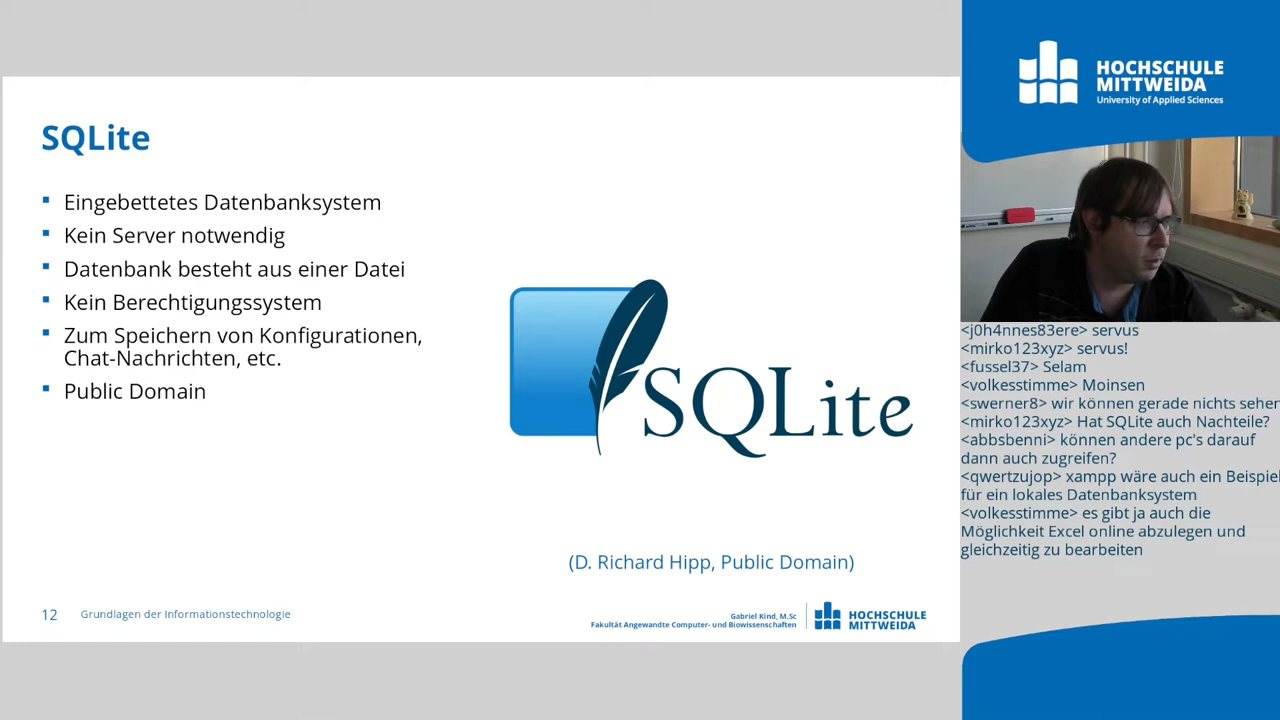 SQLite
Eingebettetes Datenbanksystem
Kein Server notwendig
Datenbank besteht aus einer Datei
Kein Berechtigungssystem
Zum Speichern von Konfigurationen,
Chat-Nachrichten, etc.
Public Domain
SQLite
(D. Richard Hipp, Public Domain)
12
Grundlagen der Informationstechnologie
Gabriel Kind, M.Sc
Fakultät Angewandte Computer- und Biowissenschaften
HOCHSCHULE
MITTWEIDA
HOCHSCHULE
MITTWEIDA
University of Applied Sciences
<j0h4nnes83ere> servus
<mirko123xyz> servus!
<fussel37> Selam
<volkesstimme> Moinsen
<swerner8> wir können gerade nichts sehen
<mirko123xyz> Hat SQLite auch Nachteile?
<abbsbenni> können andere pc's darauf
dann auch zugreifen?
<qwertzujop> xampp wäre auch ein Beispiel
für ein lokales Datenbanksystem
<volkesstimme> es gibt ja auch die
Möglichkeit Excel online abzulegen und
gleichzeitig zu bearbeiten